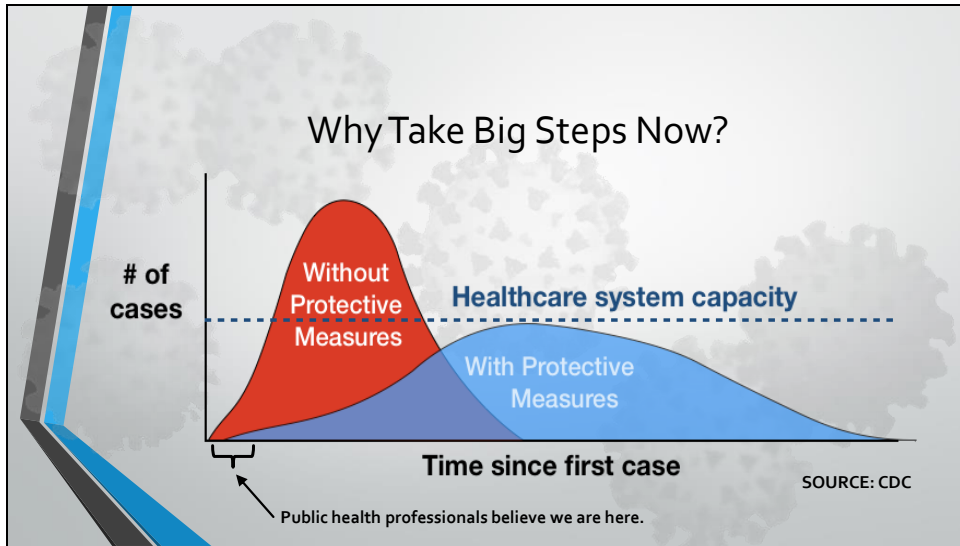 Why Take Big Steps Now?
# of
cases
Without
Protective
Measures
Healthcare system capacity
With Protective
Measures
Time since first case
SOURCE: CDC
Public health professionals believe we are here.